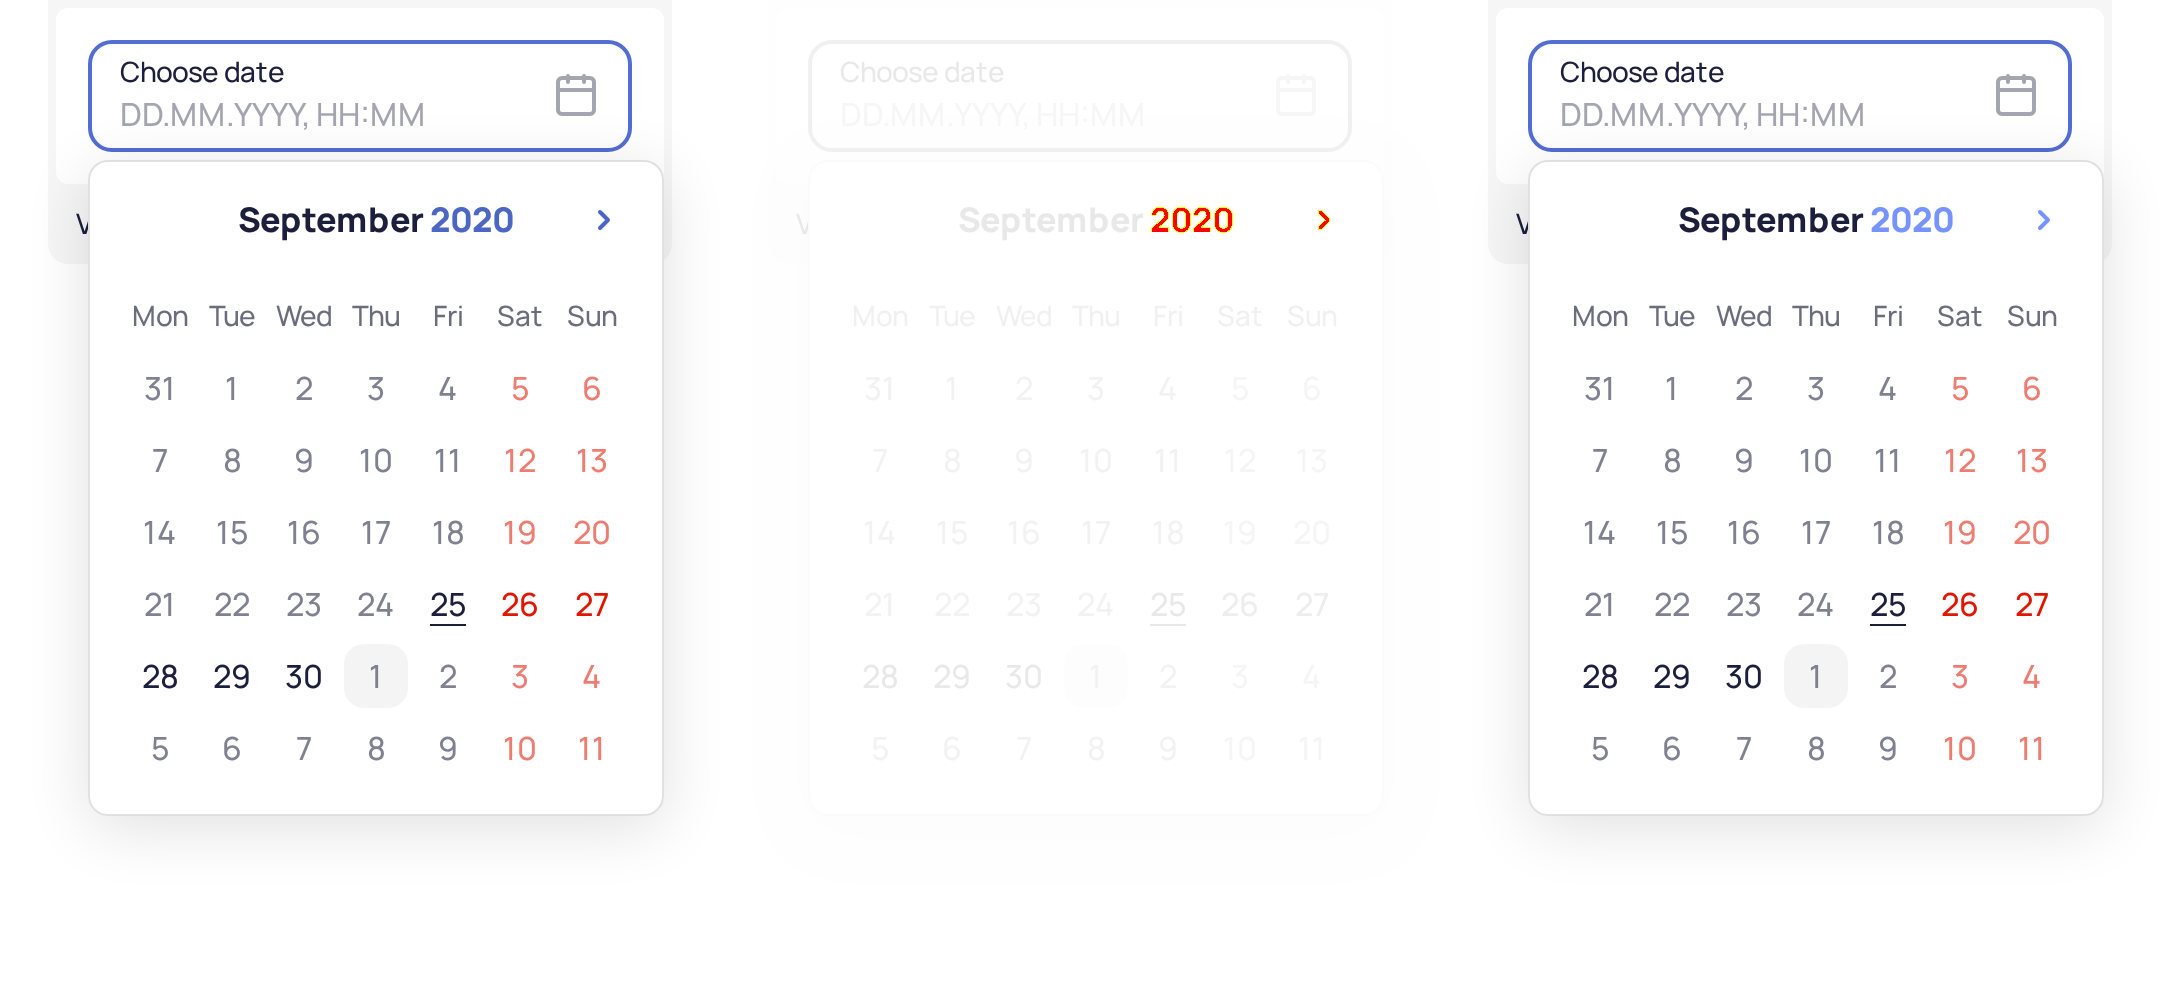 Choose date
DD.MM.YYYY, HH:MM
V
September 2020
Mon Tue Wed Thu Fri Sat Sun
31 1 2 3 4 5 6
7 8 9 10 11 12 13
14 15 16 17 18 19 20
21 22 23 24 25 26 27
28 29 30 1 2 3 4
5 6 7 8 9 10 11
Choose date
DD.MM.YYYY, HH:MM
V
September 2020
Mon Tue Wed Thu Fri Sat Sun
31 1 2 3 4 5 6
7 8 9 10 11 12 13
14 15 16 17 18 19 20
21 22 23 24 25 26 27
28 29 30 1 2 3 4
5 6 7 8 9 10 11
Choose date
DD.MM.YYYY, HH:MM
V
September 2020
Mon Tue Wed Thu Fri Sat Sun
31 1 2 3 4 5 6
7 8 9 10 11 12 13
14 15 16 17 18 19 20
21 22 23 24 25 26 27
28 29 30 1 2 3 4
5 6 7 8 9 10 11